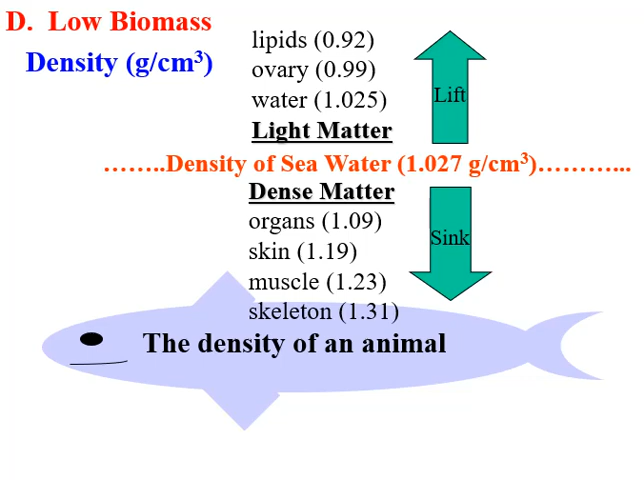 D. Low Biomass
Density (g/cm³)
lipids (0.92)
ovary (0.99)
water (1.025)
Light Matter
Lift
........Density of Sea Water (1.027 g/cm³)............
Dense Matter
organs (1.09)
skin (1.19)
muscle (1.23)
skeleton (1.31)
Sink
The density of an animal